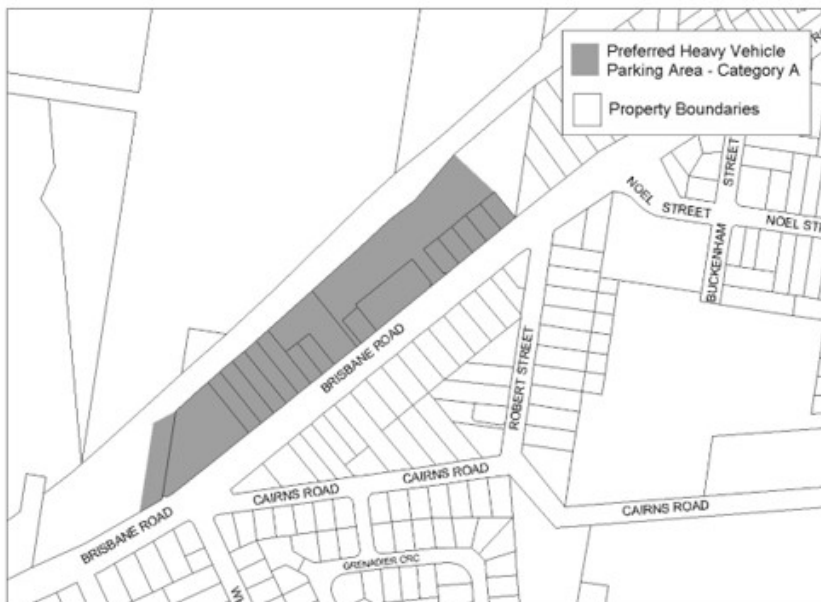 Preferred Heavy Vehicle
Parking Area - Category A
Property Boundaries
NOEL STREET
NOEL
STREET
BUCKENHAM
BRISBANE ROAD
ROBERT STREET
CAIRNS ROAD
CAIRNS ROAD
CAIRNS ROAD
BRISBANE ROAD
GRENADIER CRC